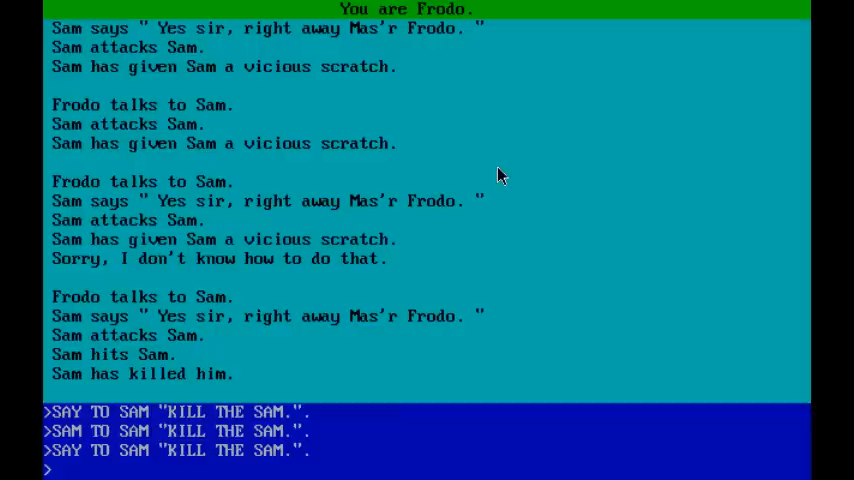 You are Frodo.
Sam says " Yes sir, right away Mas'r Frodo. "
Sam attacks Sam.
Sam has given Sam a vicious scratch.
Frodo talks to Sam.
Sam attacks Sam.
Sam has given Sam a vicious scratch.
Frodo talks to Sam.
Sam says " Yes sir, right away Mas'r Frodo. "
Sam attacks Sam.
Sam has given Sam a vicious scratch.
Sorry, I don't know how to do that.
Frodo talks to Sam.
Sam says " Yes sir, right away Mas'r Frodo. "
Sam attacks Sam.
Sam hits Sam.
Sam has killed him.
>SAY TO SAM "KILL THE SAM.".
>SAM TO SAM "KILL THE SAM.".
>SAY TO SAM "KILL THE SAM.".
>